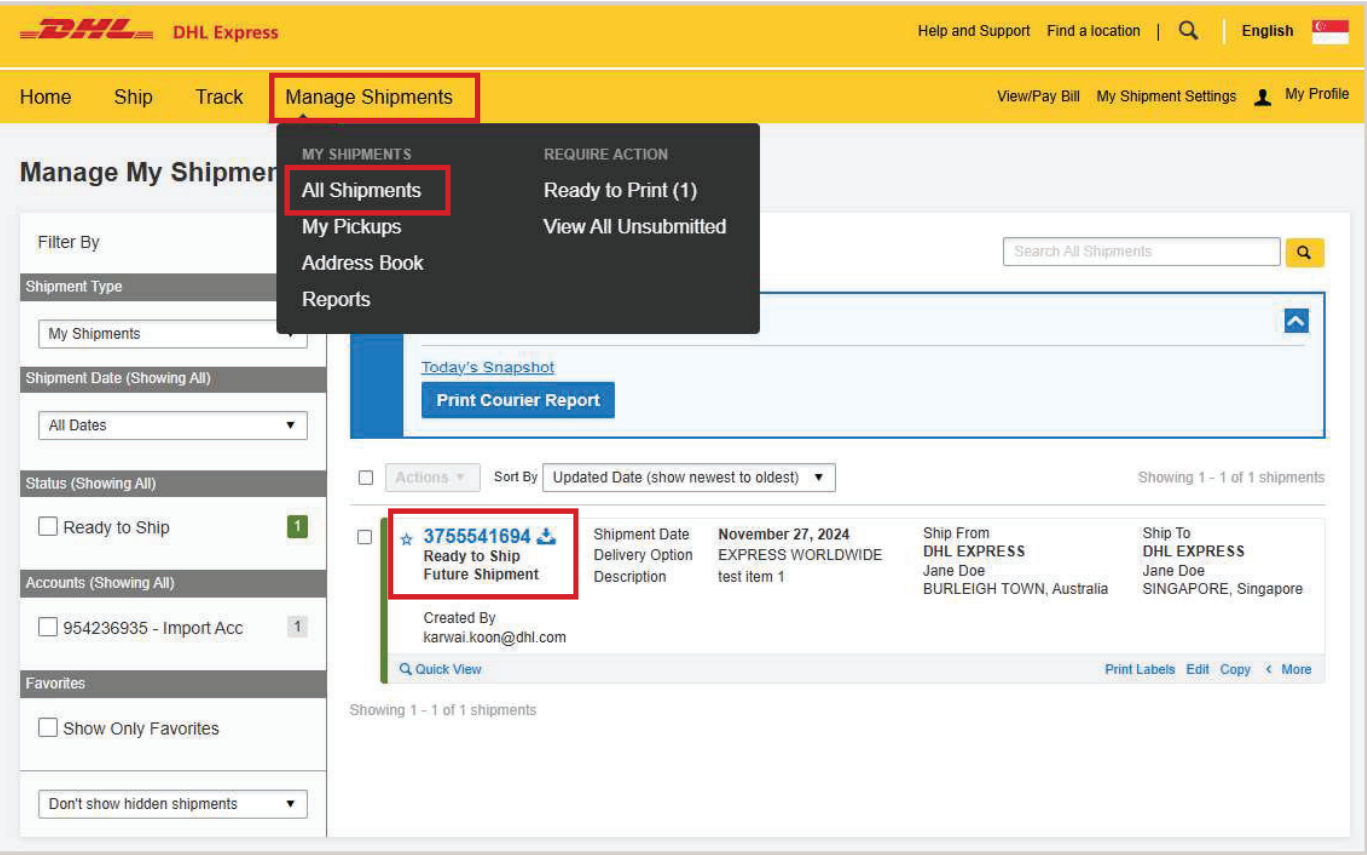 DHL DHL Express
Help and Support Find a location | English
Home Ship Track Manage Shipments
View/Pay Bill My Shipment Settings My Profile
Manage My Shipmen
MY SHIPMENTS
All Shipments
My Pickups
Address Book
Reports
REQUIRE ACTION
Ready to Print (1)
View All Unsubmitted
Filter By
Shipment Type
My Shipments
Shipment Date (Showing All)
All Dates
Status (Showing All)
Ready to Ship 1
Accounts (Showing All)
954236935 - Import Acc 1
Favorites
Show Only Favorites
Don't show hidden shipments
Search All Shipments
Today's Snapshot
Print Courier Report
Actions Sort By Updated Date (show newest to oldest) Showing 1 - 1 of 1 shipments
3755541694
Ready to Ship
Future Shipment
Created By
karwai.koon@dhl.com
Shipment Date November 27, 2024
Delivery Option EXPRESS WORLDWIDE
Description test item 1
Ship From
DHL EXPRESS
Jane Doe
BURLEIGH TOWN, Australia
Ship To
DHL EXPRESS
Jane Doe
SINGAPORE, Singapore
Quick View Print Labels Edit Copy < More
Showing 1 - 1 of 1 shipments